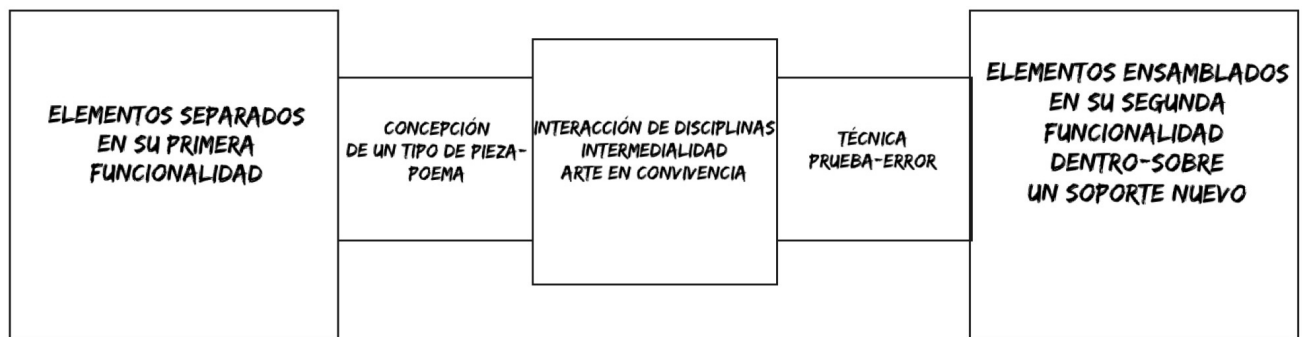 ELEMENTOS SEPARADOS
EN SU PRIMERA
FUNCIONALIDAD
CONCEPCIÓN
DE UN TIPO DE PIEZA-
POEMA
INTERACCIÓN DE DISCIPLINAS
INTERMEDIALIDAD
ARTE EN CONVIVENCIA
TÉCNICA
PRUEBA-ERROR
ELEMENTOS ENSAMBLADOS
EN SU SEGUNDA
FUNCIONALIDAD
DENTRO-SOBRE
UN SOPORTE NUEVO